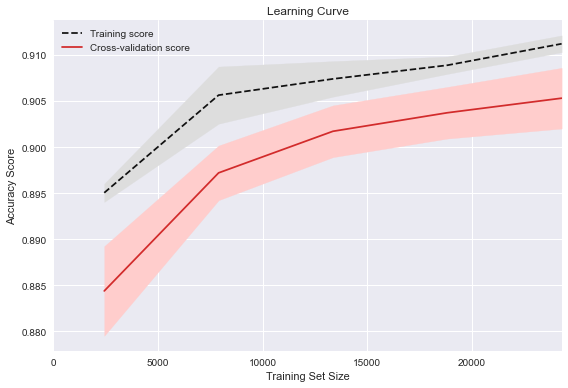 Learning Curve
Training score
Cross-validation score
0.910
0.905
0.900
0.895
0.890
0.885
0.880
Accuracy Score
0 5000 10000 15000 20000
Training Set Size